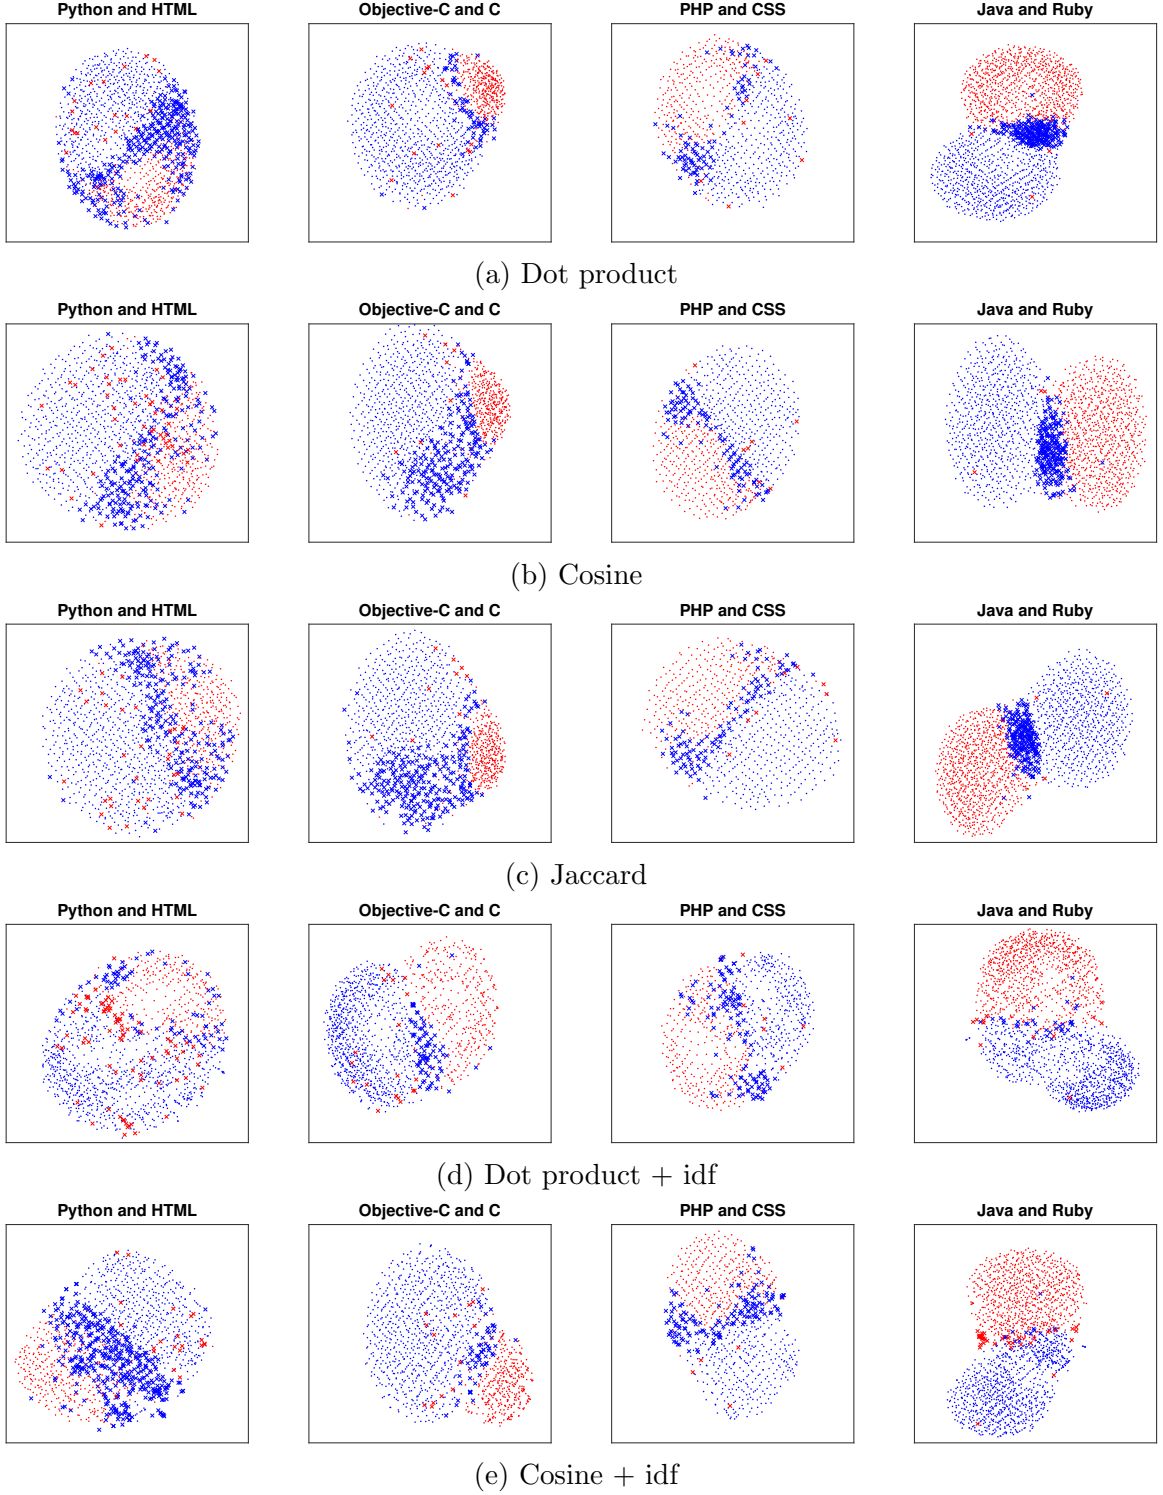 Python and HTML Objective-C and C PHP and CSS Java and Ruby
(a) Dot product
Python and HTML Objective-C and C PHP and CSS Java and Ruby
(b) Cosine
Python and HTML Objective-C and C PHP and CSS Java and Ruby
(c) Jaccard
Python and HTML Objective-C and C PHP and CSS Java and Ruby
(d) Dot product + idf
Python and HTML Objective-C and C PHP and CSS Java and Ruby
(e) Cosine + idf